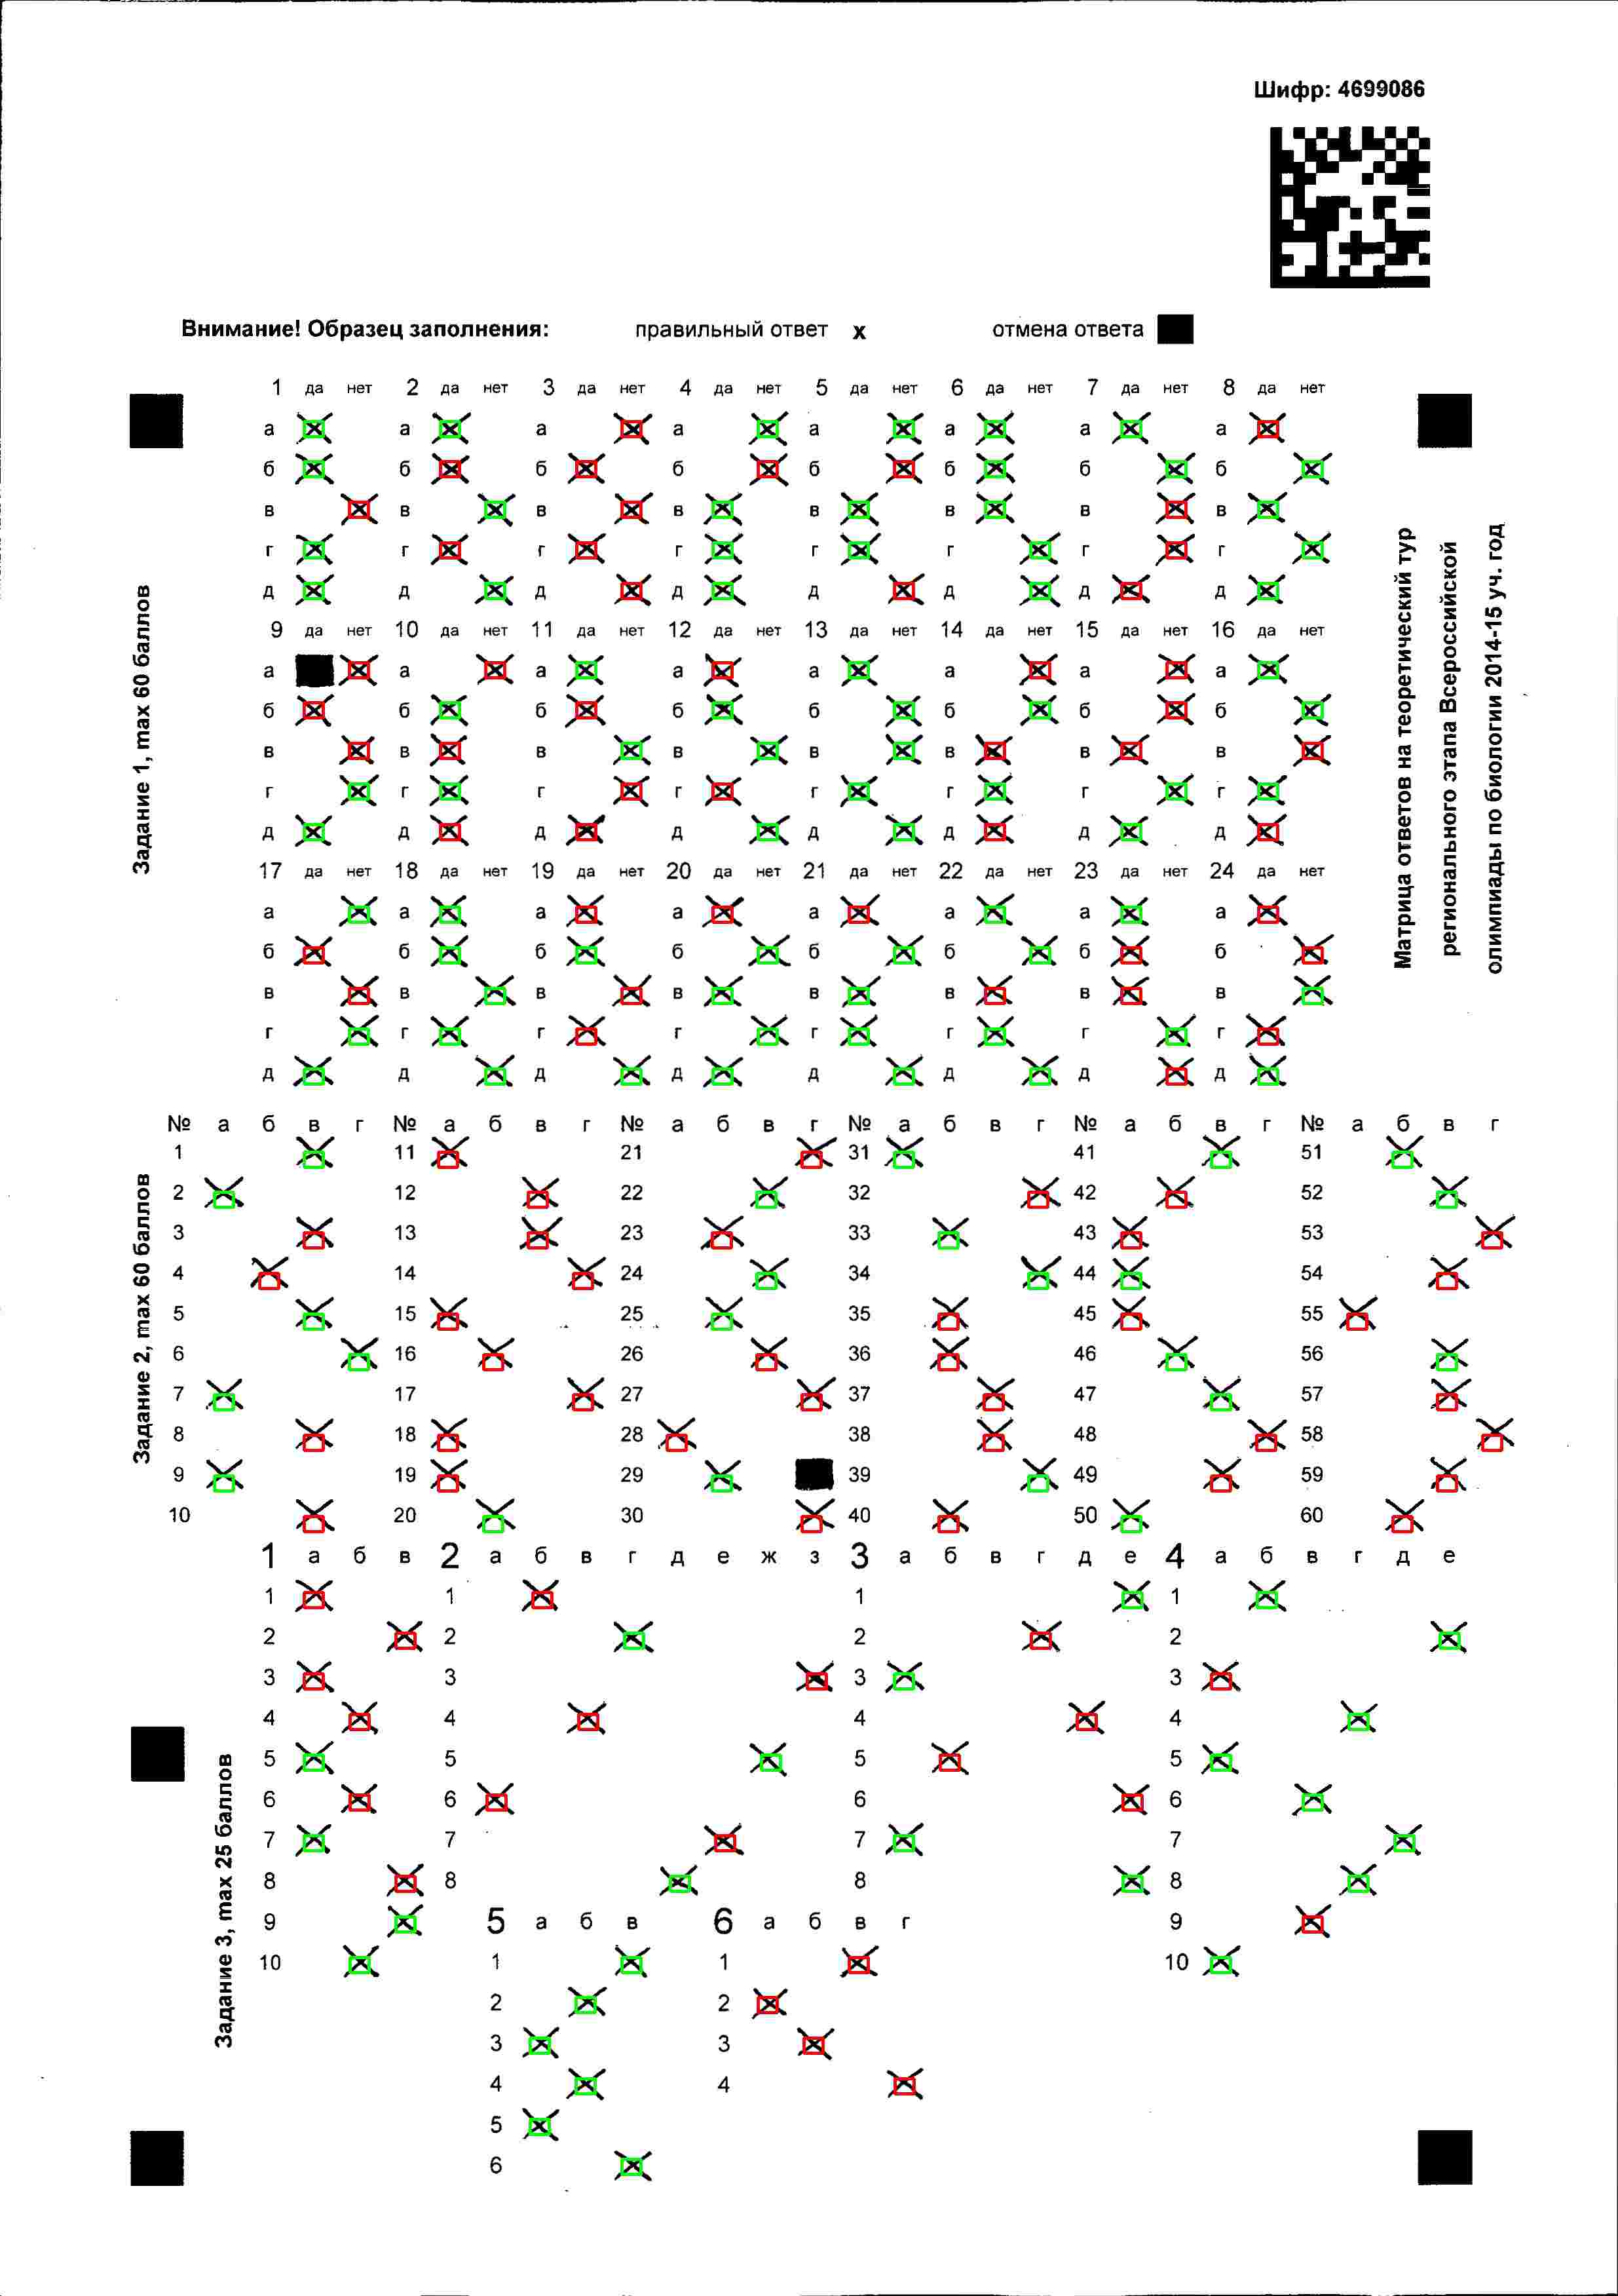 Шифр: 4699086
Внимание! Образец заполнения: правильный ответ x отмена ответа
1 да нет 2 да нет 3 да нет 4 да нет 5 да нет 6 да нет 7 да нет 8 да нет
а а а а а а а а
б б б б б б б б
в в в в в в в в
г г г г г г г г
д д д д д д д д
9 да нет 10 да нет 11 да нет 12 да нет 13 да нет 14 да нет 15 да нет 16 да нет
а а а а а а а а
б б б б б б б б
в в в в в в в в
г г г г г г г г
д д д д д д д д
17 да нет 18 да нет 19 да нет 20 да нет 21 да нет 22 да нет 23 да нет 24 да нет
а а а а а а а а
б б б б б б б б
в в в в в в в в
г г г г г г г г
д д д д д д д д
Задание 1, max 60 баллов
Матрица ответов на теоретический тур
регионального этапа Всероссийской
олимпиады по биологии 2014-15 уч. год
№ а б в г № а б в г № а б в г № а б в г № а б в г № а б в г
1 11 21 31 41 51
2 12 22 32 42 52
3 13 23 33 43 53
4 14 24 34 44 54
5 15 25 35 45 55
6 16 26 36 46 56
7 17 27 37 47 57
8 18 28 38 48 58
9 19 29 39 49 59
10 20 30 40 50 60
Задание 2, max 60 баллов
1 а б в 2 а б в г д е ж з 3 а б в г д е 4 а б в г д е
1 1 1 1
2 2 2 2
3 3 3 3
4 4 4 4
5 5 5 5
6 6 6 6
7 7 7 7
8 8 8 8
9 5 а б в 6 а б в г 9
10 1 1 10
2 2
3 3
4 4
5
6
Задание 3, max 25 баллов